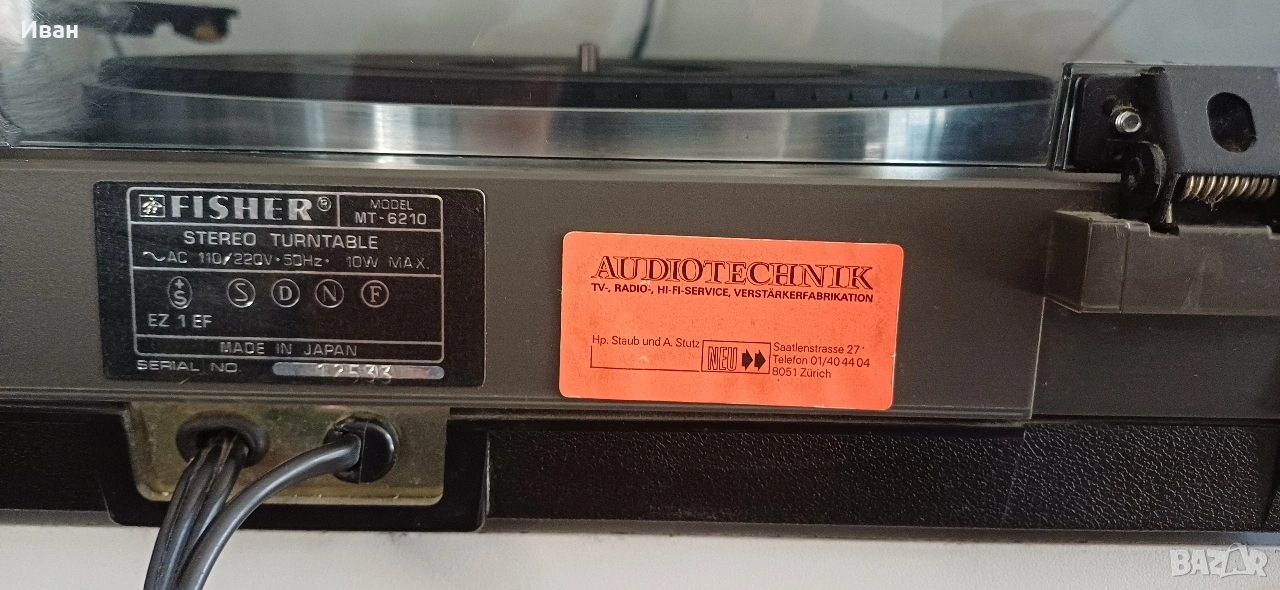 Иван
FISHER® MODEL MT-6210
STEREO TURNTABLE
~AC 110/220V·50Hz· 10W MAX.
S S D N F
EZ 1 EF
MADE IN JAPAN
SERIAL NO. 12533
AUDIOTECHNIK
TV-, RADIO-, HI-FI-SERVICE, VERSTÄRKERFABRIKATION
Hp. Staub und A. Stutz
NEU
Saatlenstrasse 27
Telefon 01/40 44 04
8051 Zürich
BAZAR